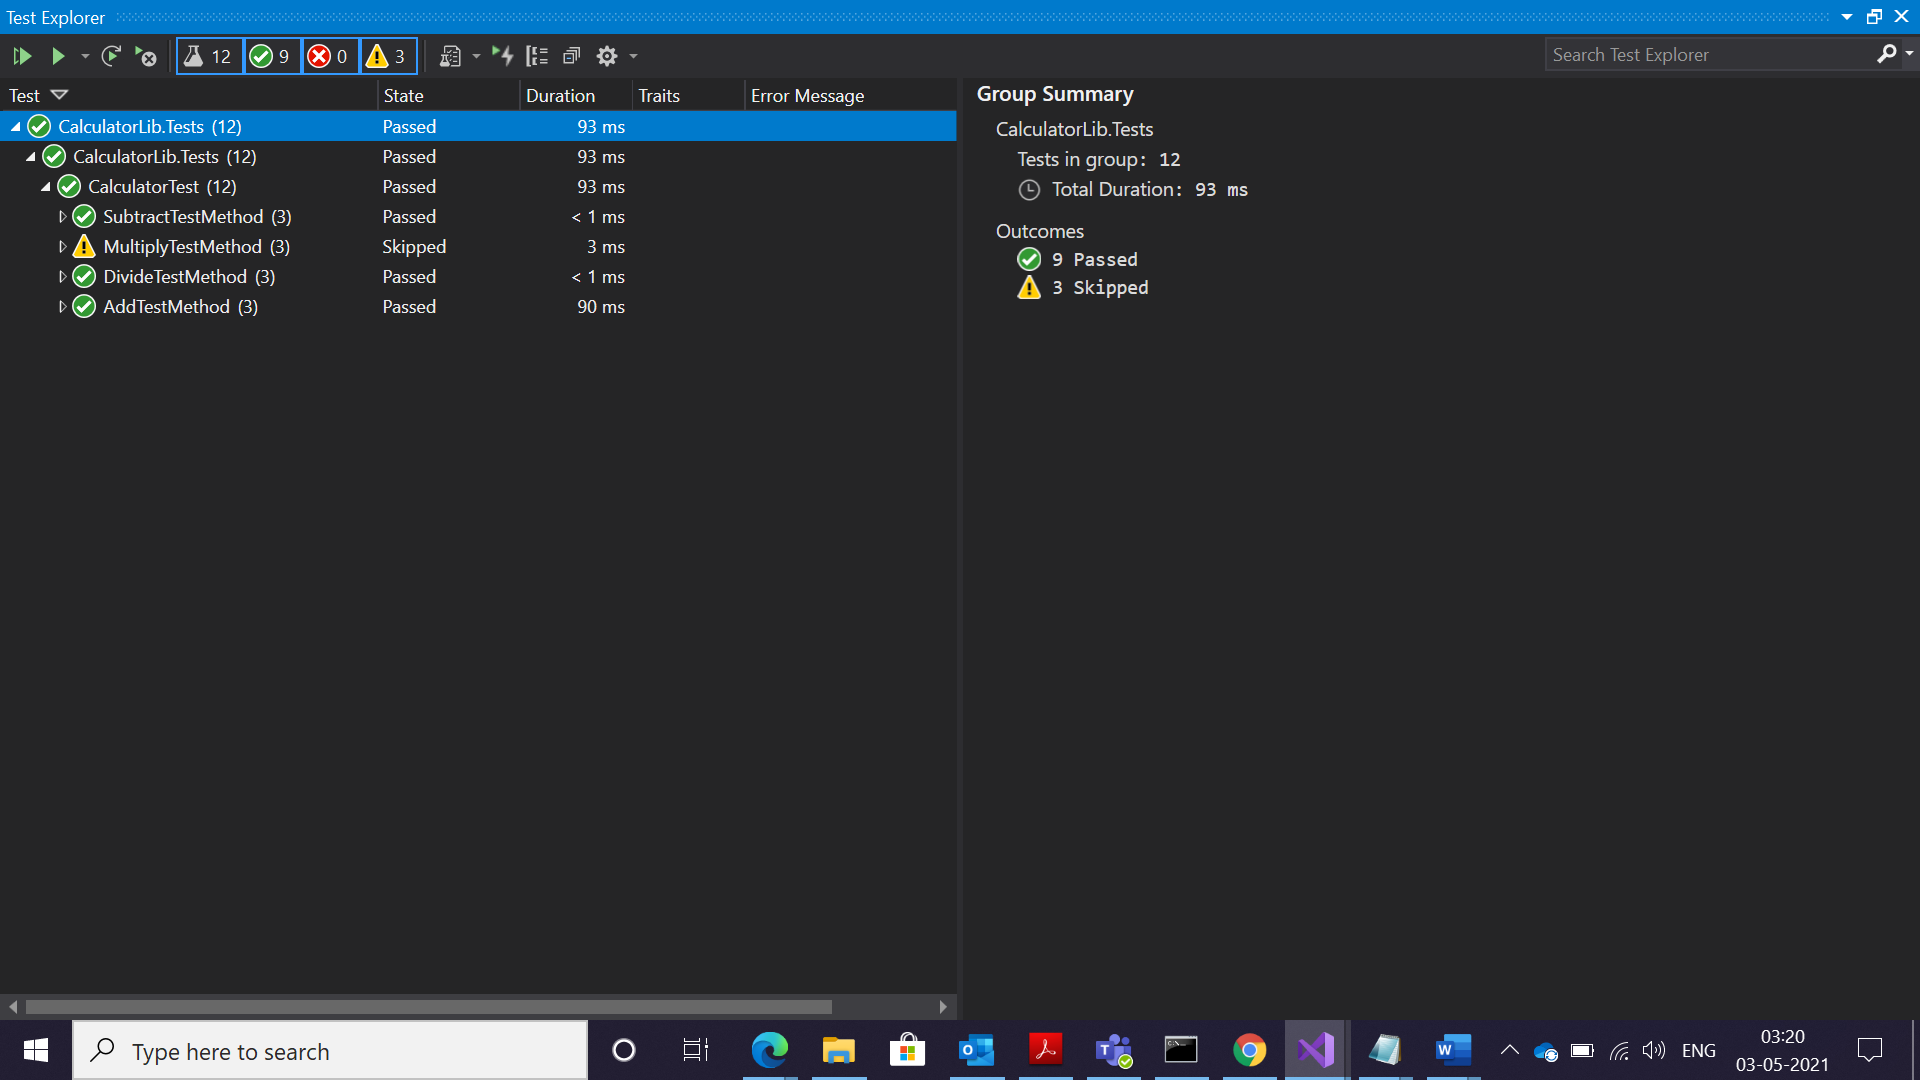 Test Explorer
12 9 0 3
Search Test Explorer
Test State Duration Traits Error Message
CalculatorLib.Tests (12) Passed 93 ms
CalculatorLib.Tests (12) Passed 93 ms
CalculatorTest (12) Passed 93 ms
SubtractTestMethod (3) Passed < 1 ms
MultiplyTestMethod (3) Skipped 3 ms
DivideTestMethod (3) Passed < 1 ms
AddTestMethod (3) Passed 90 ms
Group Summary
CalculatorLib.Tests
Tests in group: 12
Total Duration: 93 ms
Outcomes
9 Passed
3 Skipped
Type here to search
ENG
03:20
03-05-2021